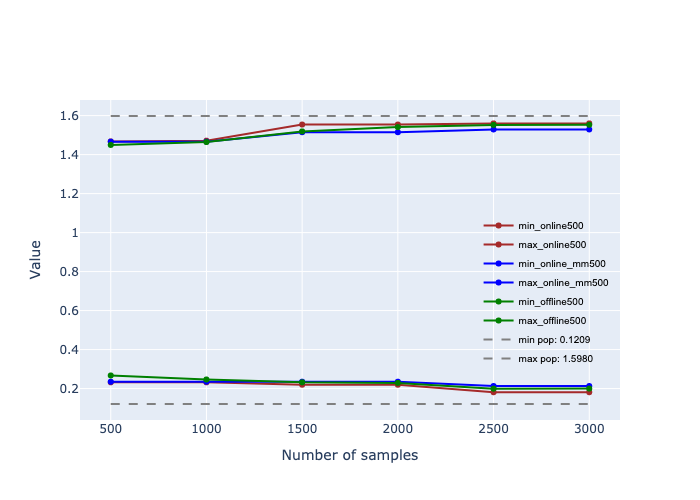 1.6
1.4
1.2
1
0.8
0.6
0.4
0.2
Value
500
1000
1500
2000
2500
3000
Number of samples
min_online500
max_online500
min_online_mm500
max_online_mm500
min_offline500
max_offline500
min pop: 0.1209
max pop: 1.5980